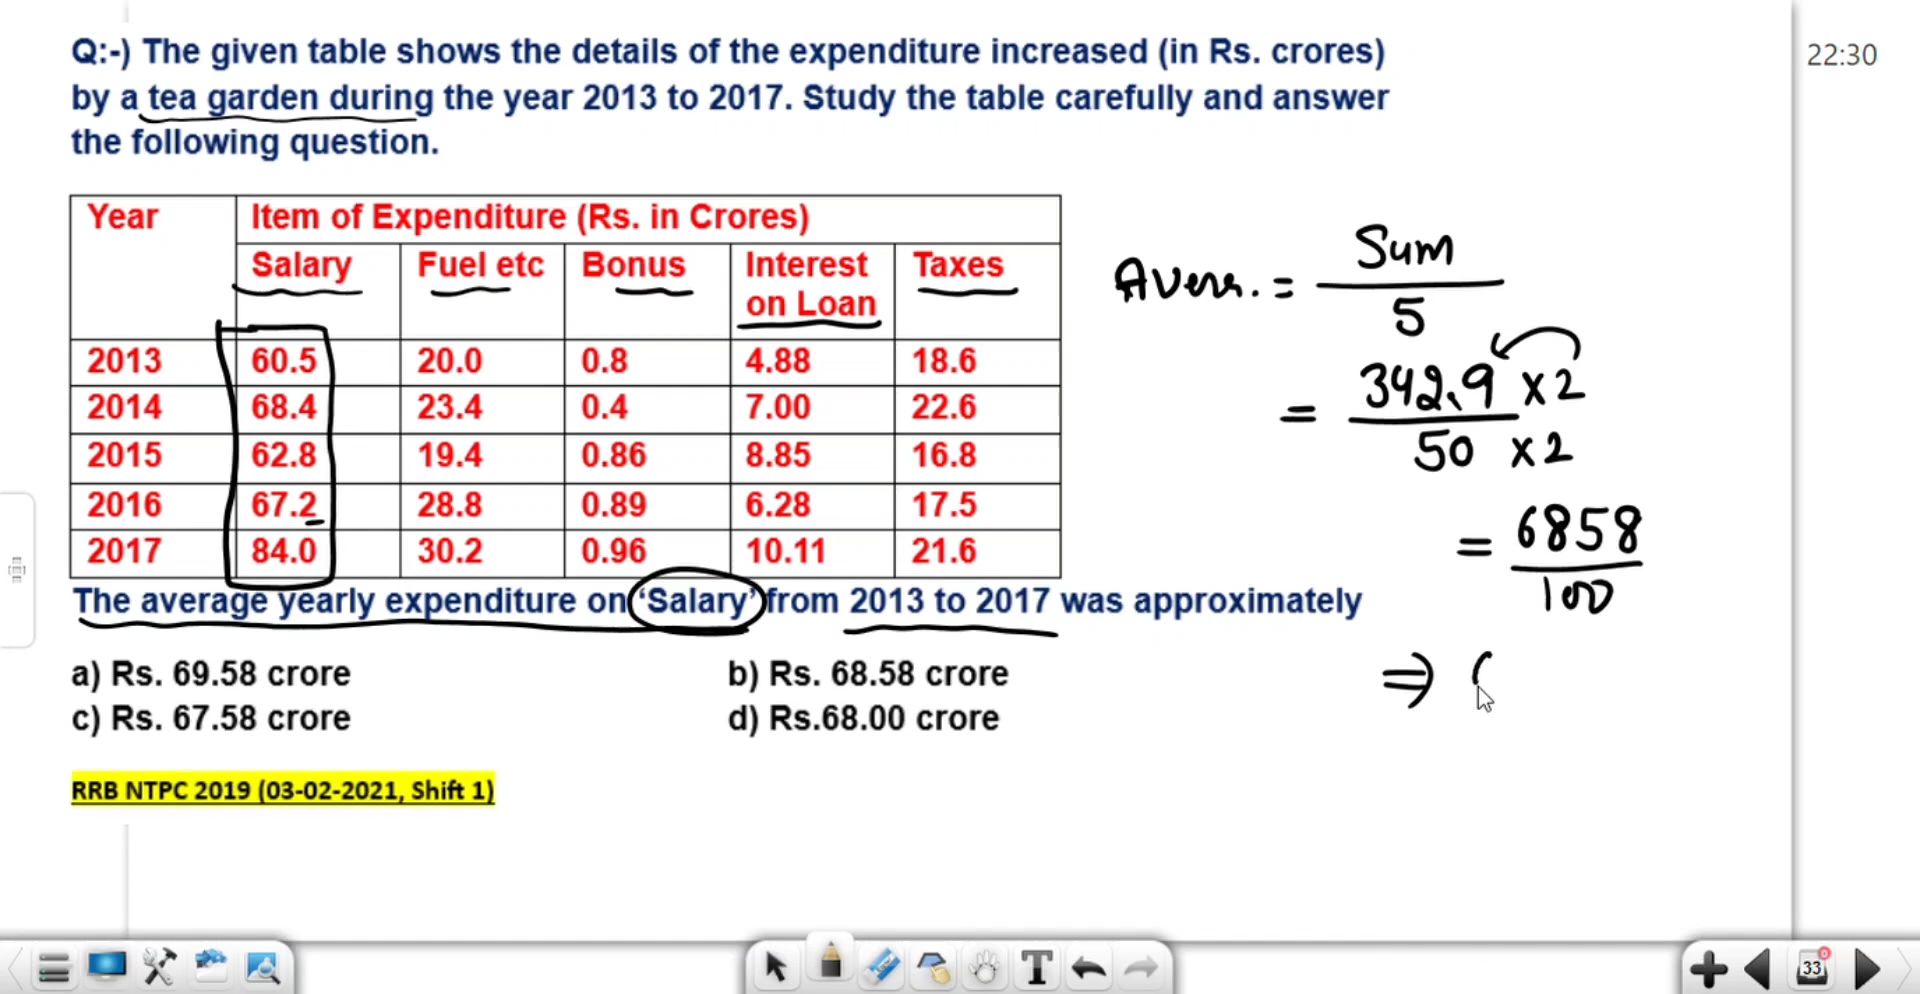 Q:-) The given table shows the details of the expenditure increased (in Rs. crores)
by a tea garden during the year 2013 to 2017. Study the table carefully and answer
the following question.
22:30
Year Item of Expenditure (Rs. in Crores)
Salary Fuel etc Bonus Interest on Loan Taxes
2013 60.5 20.0 0.8 4.88 18.6
2014 68.4 23.4 0.4 7.00 22.6
2015 62.8 19.4 0.86 8.85 16.8
2016 67.2 28.8 0.89 6.28 17.5
2017 84.0 30.2 0.96 10.11 21.6
The average yearly expenditure on ‘Salary’ from 2013 to 2017 was approximately
a) Rs. 69.58 crore b) Rs. 68.58 crore
c) Rs. 67.58 crore d) Rs.68.00 crore
RRB NTPC 2019 (03-02-2021, Shift 1)
= Sum
5
= 342.9 x 2
50 x 2
= 6858
100
⇒
T
33
0